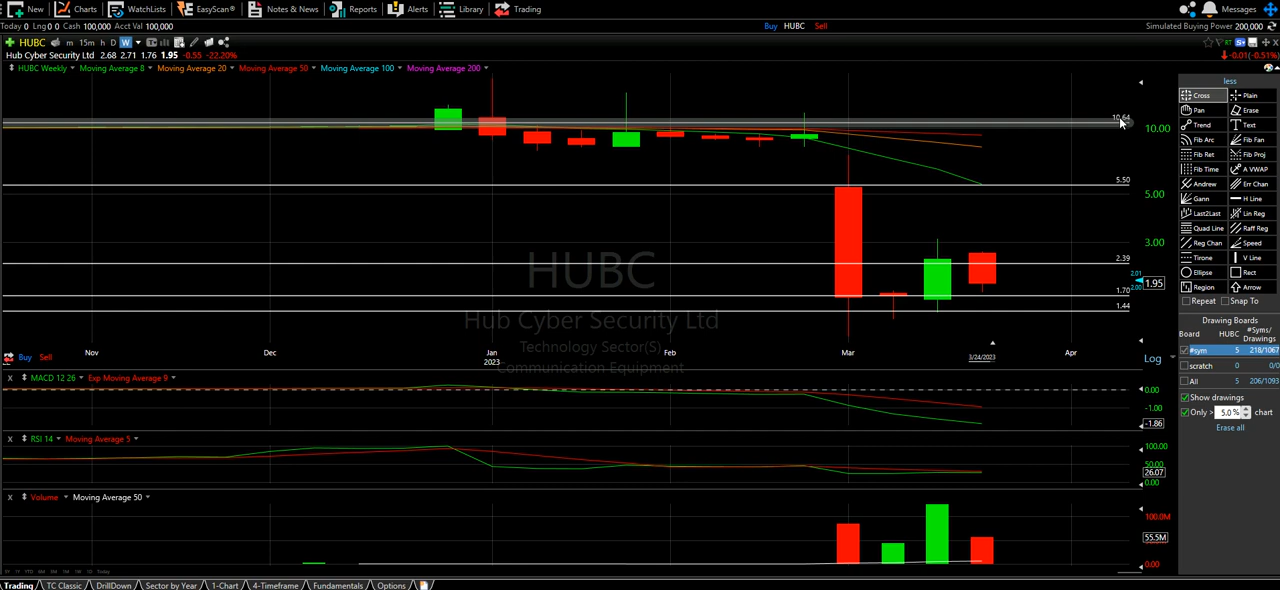 New Charts WatchLists EasyScan® Notes & News Reports Alerts Library Trading Messages
Today 0 Lng 0 0 Cash 100,000 Acct Val 100,000 Buy HUBC Sell Simulated Buying Power 200,000
HUBC m 15m h D W RT
Hub Cyber Security Ltd 2.68 2.71 1.76 1.95 -0.55 -22.20% -0.01(-0.51%)
HUBC Weekly Moving Average 8 Moving Average 20 Moving Average 50 Moving Average 100 Moving Average 200
less
Cross Plain
Pan Erase
Trend Text
Fib Arc Fib Fan
Fib Ret Fib Proj
Fib Time A VWAP
Andrew Err Chan
Gann H Line
Last2Last Lin Reg
Quad Line Raff Reg
Reg Chan Speed
Tirone V Line
Ellipse Rect
Region Arrow
Repeat Snap To
Drawing Boards
Board HUBC #Syms/Drawings
#sym 5 218/1067
scratch 0 0/0
All 5 206/1093
Show drawings
Only > 5.0 % chart
Erase all
10.64
10.00
5.50
5.00
3.00
2.39
2.01
1.95
2.00
1.70
1.44
HUBC
Hub Cyber Security Ltd
Technology Sector(S)
Communication Equipment
Buy Sell Nov Dec Jan Feb Mar Apr Log
2023 3/24/2023
X MACD 12 26 Exp Moving Average 9
0.00
-1.00
-1.86
X RSI 14 Moving Average 5
100.00
50.00
26.07
0.00
X Volume Moving Average 50
100.0M
55.5M
0.00
Trading TC Classic DrillDown Sector by Year 1-Chart 4-Timeframe Fundamentals Options